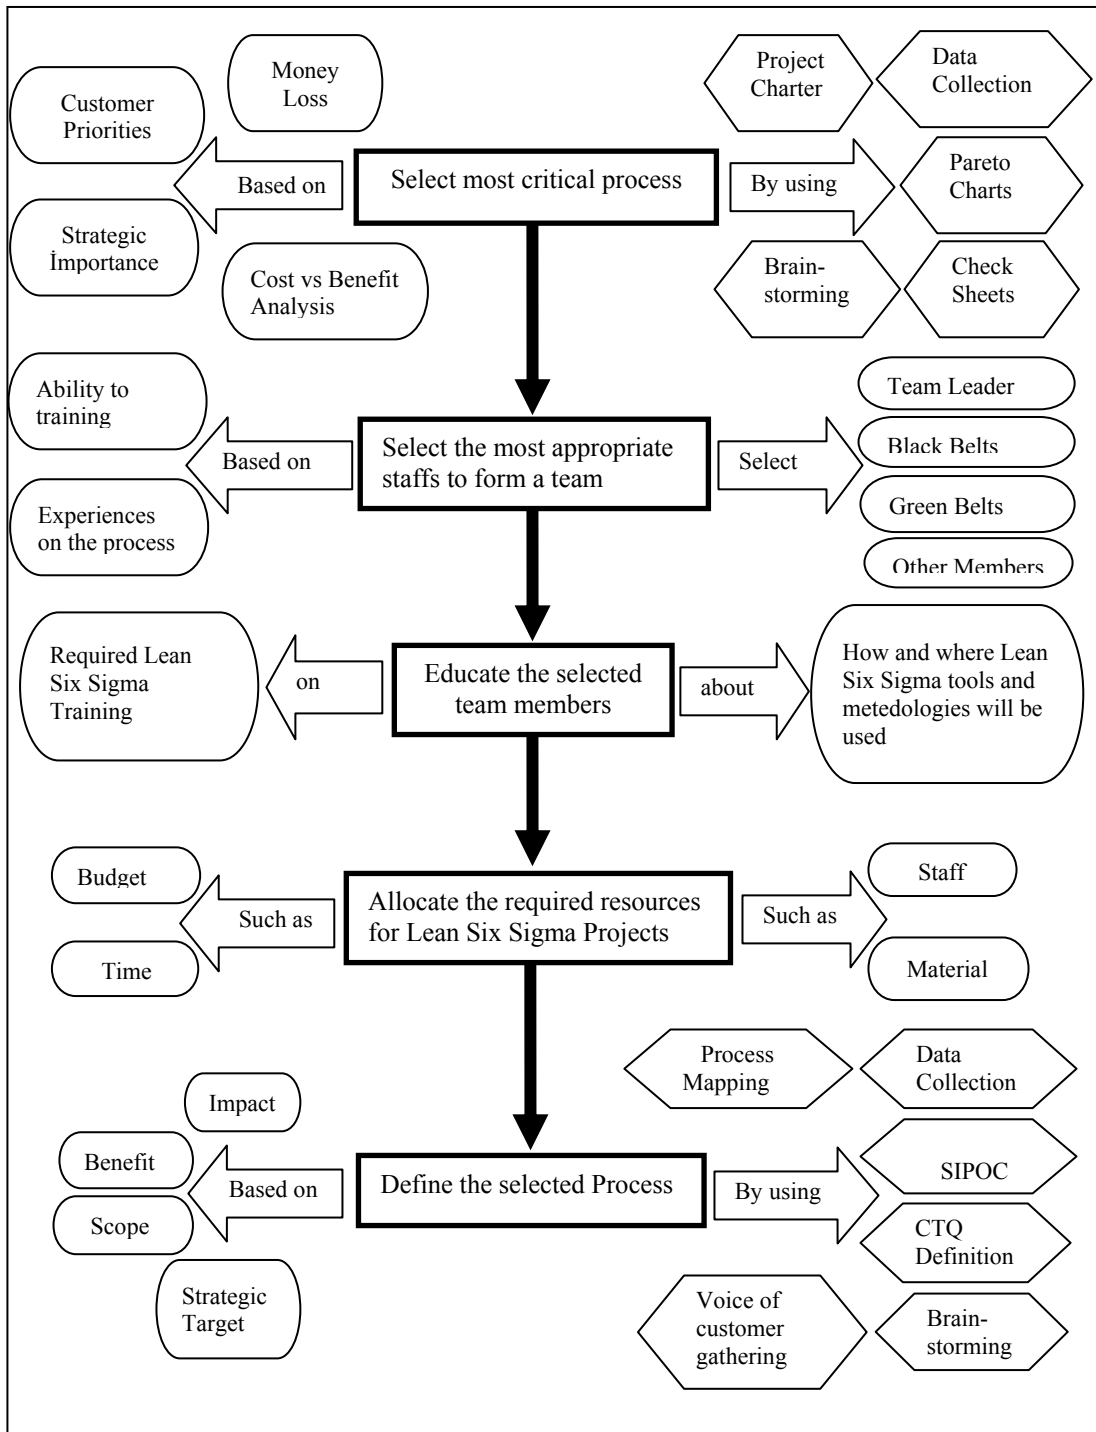 Money
Loss
Customer
Priorities
Project
Charter
Data
Collection
Based on
Select most critical process
By using
Pareto
Charts
Strategic
İmportance
Cost vs Benefit
Analysis
Brain-
storming
Check
Sheets
Ability to
training
Based on
Select the most appropriate
staffs to form a team
Select
Team Leader
Black Belts
Green Belts
Other Members
Experiences
on the process
Required Lean
Six Sigma
Training
on
Educate the selected
team members
about
How and where Lean
Six Sigma tools and
metedologies will be
used
Budget
Such as
Time
Allocate the required resources
for Lean Six Sigma Projects
Such as
Staff
Material
Process
Mapping
Data
Collection
Impact
Benefit
Based on
Scope
Strategic
Target
Define the selected Process
By using
SIPOC
CTQ
Definition
Voice of
customer
gathering
Brain-
storming